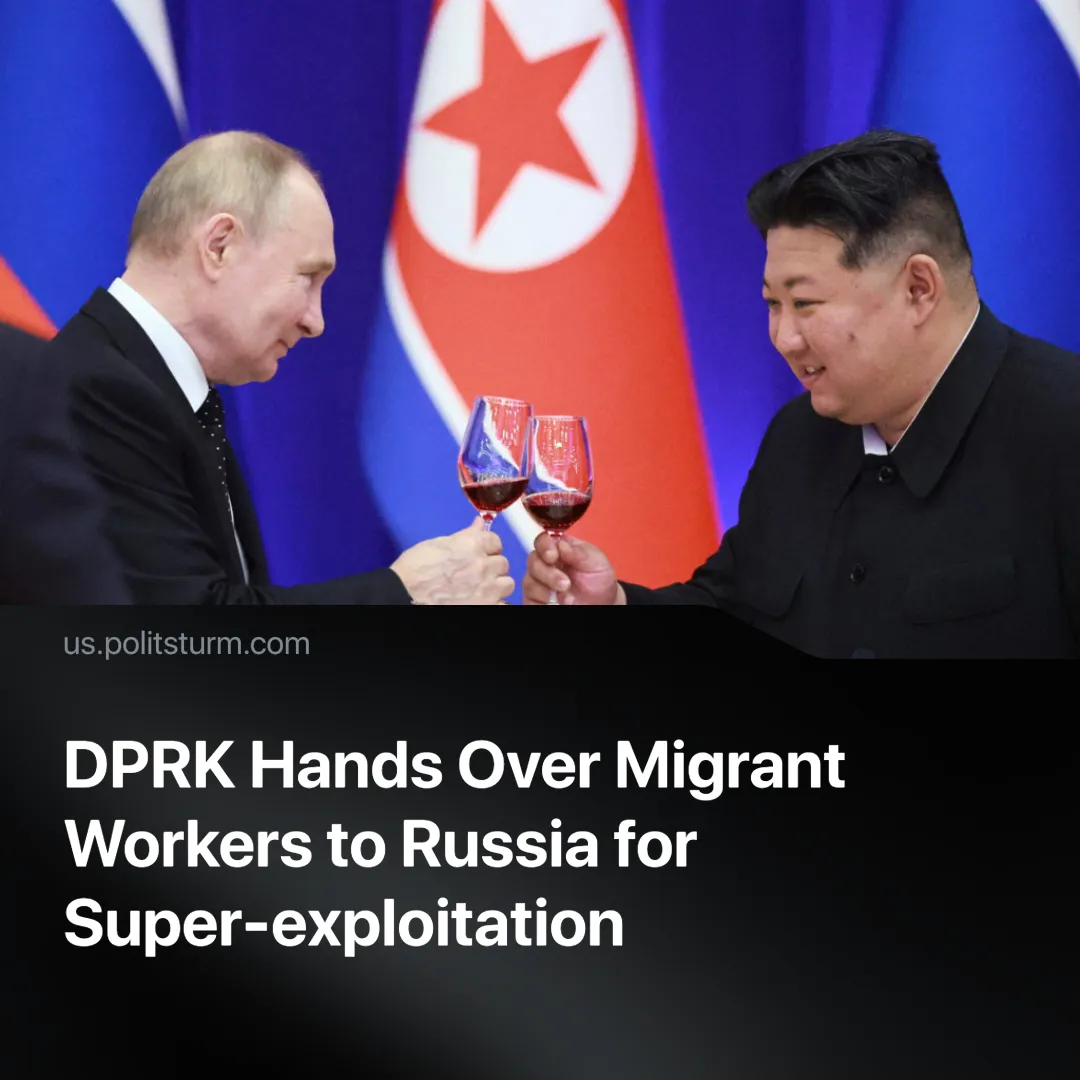 us.politsturm.com
DPRK Hands Over Migrant
Workers to Russia for
Super-exploitation